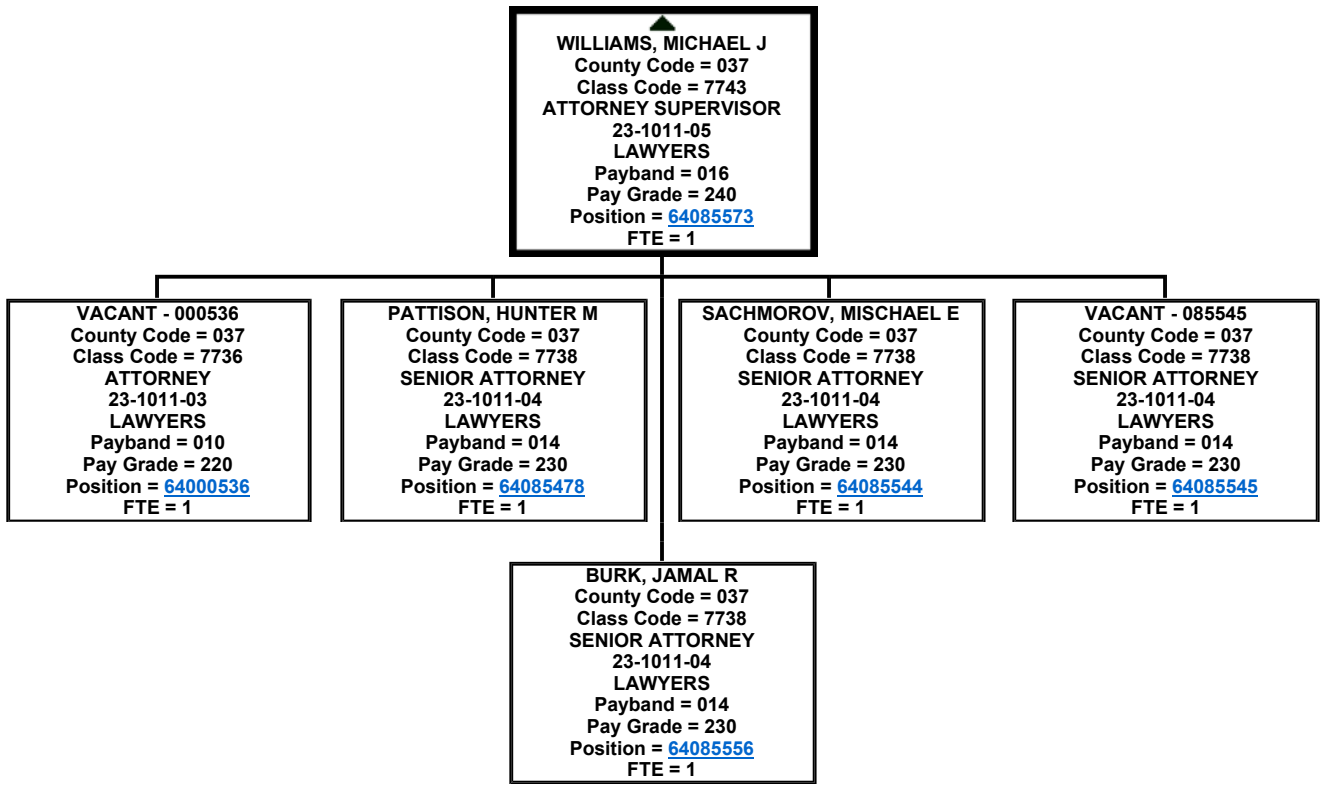 WILLIAMS, MICHAEL J
County Code = 037
Class Code = 7743
ATTORNEY SUPERVISOR
23-1011-05
LAWYERS
Payband = 016
Pay Grade = 240
Position = 64085573
FTE = 1
VACANT - 000536
County Code = 037
Class Code = 7736
ATTORNEY
23-1011-03
LAWYERS
Payband = 010
Pay Grade = 220
Position = 64000536
FTE = 1
PATTISON, HUNTER M
County Code = 037
Class Code = 7738
SENIOR ATTORNEY
23-1011-04
LAWYERS
Payband = 014
Pay Grade = 230
Position = 64085478
FTE = 1
SACHMOROV, MISCHAEL E
County Code = 037
Class Code = 7738
SENIOR ATTORNEY
23-1011-04
LAWYERS
Payband = 014
Pay Grade = 230
Position = 64085544
FTE = 1
VACANT - 085545
County Code = 037
Class Code = 7738
SENIOR ATTORNEY
23-1011-04
LAWYERS
Payband = 014
Pay Grade = 230
Position = 64085545
FTE = 1
BURK, JAMAL R
County Code = 037
Class Code = 7738
SENIOR ATTORNEY
23-1011-04
LAWYERS
Payband = 014
Pay Grade = 230
Position = 64085556
FTE = 1